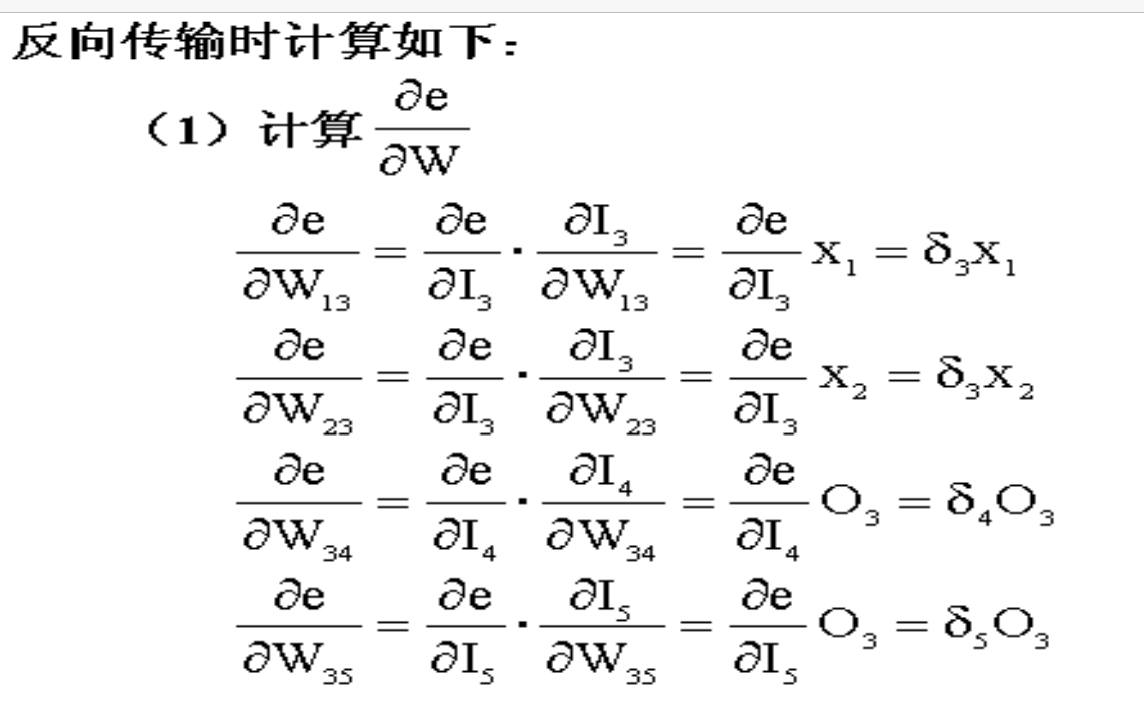 反向传输时计算如下：
（1）计算 ∂e/∂W
∂e/∂W₁₃ = ∂e/∂I₃ · ∂I₃/∂W₁₃ = ∂e/∂I₃ x₁ = δ₃x₁
∂e/∂W₂₃ = ∂e/∂I₃ · ∂I₃/∂W₂₃ = ∂e/∂I₃ x₂ = δ₃x₂
∂e/∂W₃₄ = ∂e/∂I₄ · ∂I₄/∂W₃₄ = ∂e/∂I₄ O₃ = δ₄O₃
∂e/∂W₃₅ = ∂e/∂I₅ · ∂I₅/∂W₃₅ = ∂e/∂I₅ O₃ = δ₅O₃